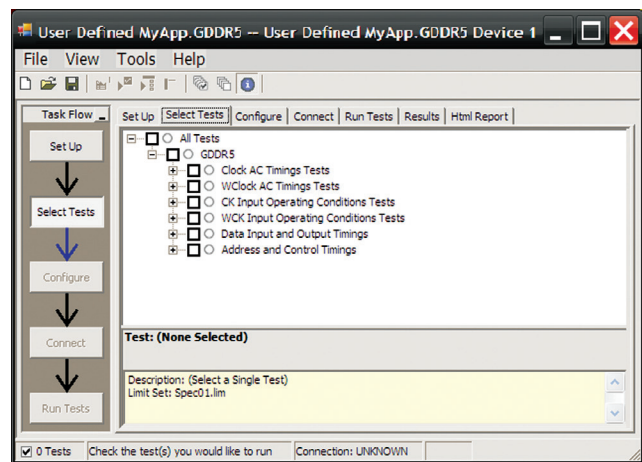 User Defined MyApp.GDDR5 -- User Defined MyApp.GDDR5 Device 1
File View Tools Help
Task Flow
Set Up
Select Tests
Configure
Connect
Run Tests
Set Up Select Tests Configure Connect Run Tests Results Html Report
All Tests
GDDR5
Clock AC Timings Tests
WClock AC Timings Tests
CK Input Operating Conditions Tests
WCK Input Operating Conditions Tests
Data Input and Output Timings
Address and Control Timings
Test: (None Selected)
Description: (Select a Single Test)
Limit Set: Spec01.lim
0 Tests Check the test(s) you would like to run Connection: UNKNOWN